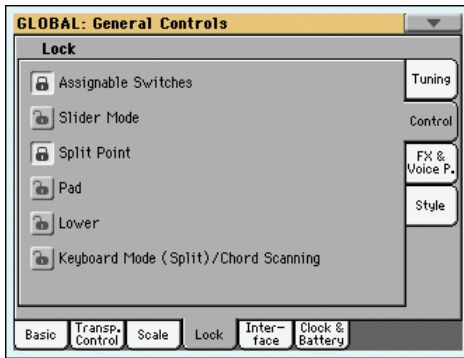 GLOBAL: General Controls
Lock
Assignable Switches
Slider Mode
Split Point
Pad
Lower
Keyboard Mode (Split)/Chord Scanning
Tuning
Control
FX &
Voice P.
Style
Basic
Transp.
Control
Scale
Lock
Inter-
face
Clock &
Battery